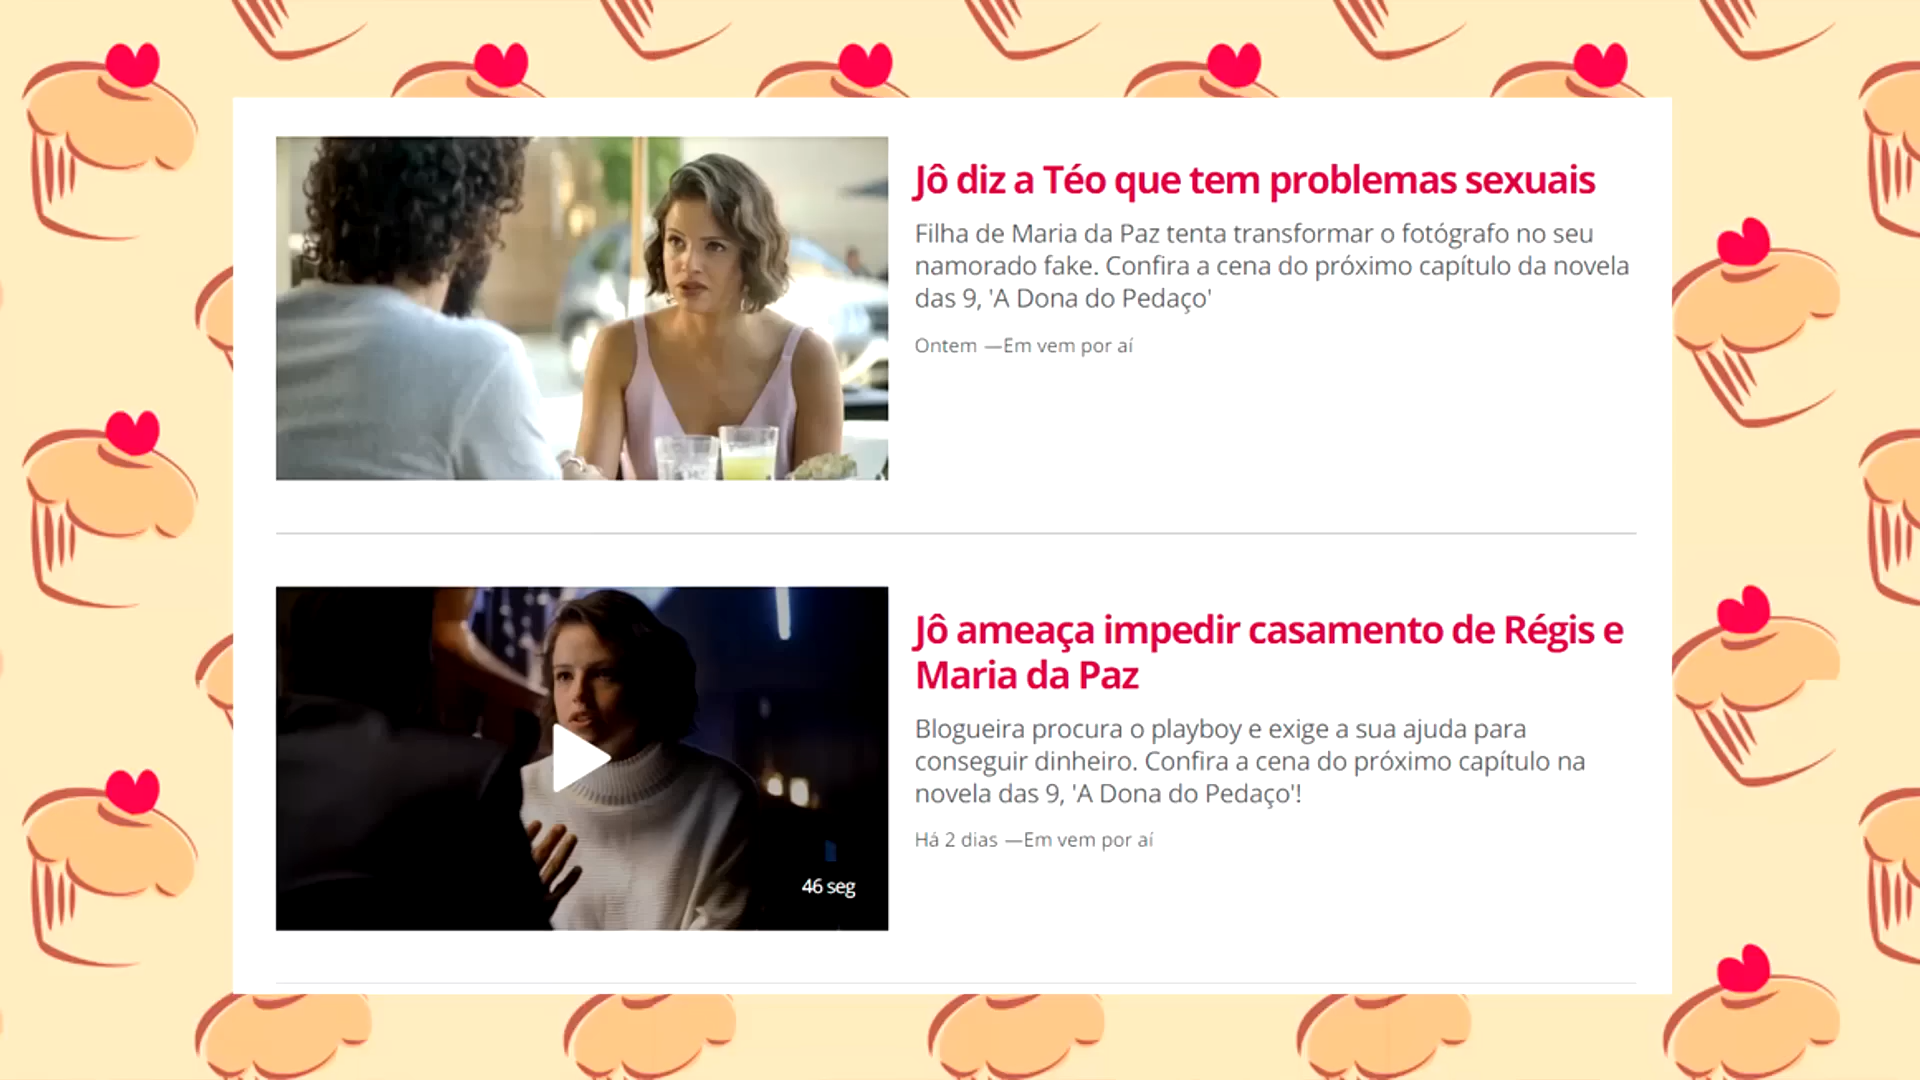 Jô diz a Téo que tem problemas sexuais
Filha de Maria da Paz tenta transformar o fotógrafo no seu
namorado fake. Confira a cena do próximo capítulo da novela
das 9, 'A Dona do Pedaço'
Ontem —Em vem por aí
Jô ameaça impedir casamento de Régis e
Maria da Paz
Blogueira procura o playboy e exige a sua ajuda para
conseguir dinheiro. Confira a cena do próximo capítulo na
novela das 9, 'A Dona do Pedaço'!
Há 2 dias —Em vem por aí
46 seg